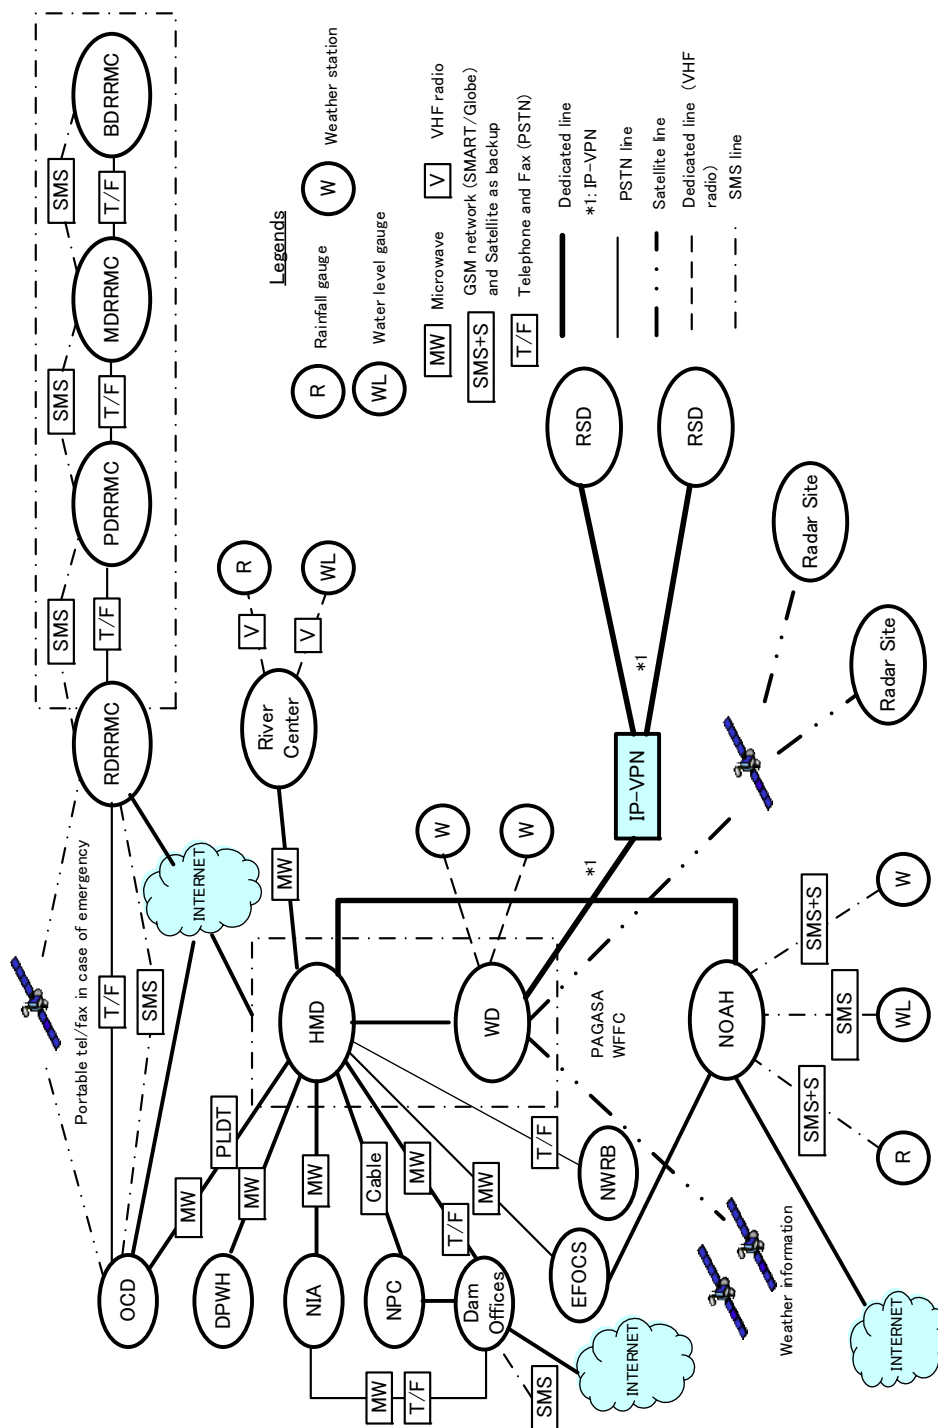 Portable tel/fax in case of emergency
SMS
SMS
SMS
OCD
T/F
SMS
RDRRMC
T/F
PDRRMC
T/F
MDRRMC
T/F
BDRRMC
INTERNET
MW
PLDT
DPWH
MW
NIA
MW
HMD
MW
River
Center
V
R
V
WL
NPC
Cable
MW
T/F
Dam
Offices
MW
T/F
SMS
INTERNET
MW
EFOCS
T/F
NWRB
WD
W
W
PAGASA
WFFC
*1
IP-VPN
*1
RSD
RSD
Weather information
INTERNET
NOAH
SMS+S
R
SMS
WL
SMS+S
W
Radar Site
Radar Site
Legends
R
Rainfall gauge
W
Weather station
WL
Water level gauge
MW
Microwave
V
VHF radio
SMS+S
GSM network (SMART/Globe)
and Satellite as backup
T/F
Telephone and Fax (PSTN)
Dedicated line
*1: IP-VPN
PSTN line
Satellite line
Dedicated line (VHF
radio)
SMS line